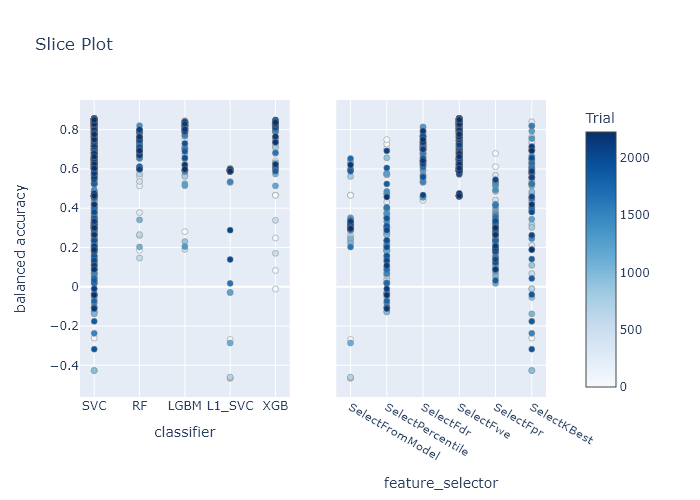 Slice Plot
balanced accuracy
0.8
0.6
0.4
0.2
0
−0.2
−0.4
SVC RF LGBM L1_SVC XGB
classifier
SelectFromModel SelectPercentile SelectFdr SelectFwe SelectFpr SelectKBest
feature_selector
Trial
2000
1500
1000
500
0